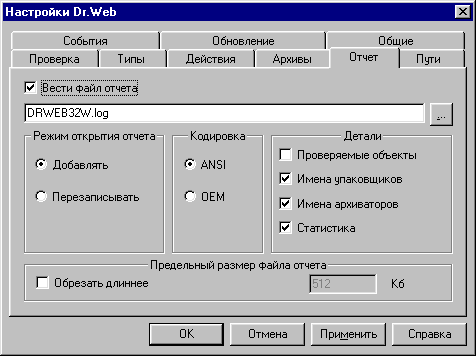 Настройки Dr.Web
События Обновление Общие
Проверка Типы Действия Архивы Отчет Пути
Вести файл отчета
DRWEB32W.log ...
Режим открытия отчета Кодировка Детали
Добавлять ANSI Проверяемые объекты
Перезаписывать OEM Имена упаковщиков
Имена архиваторов
Статистика
Предельный размер файла отчета
Обрезать длиннее 512 Кб
OK Отмена Применить Справка